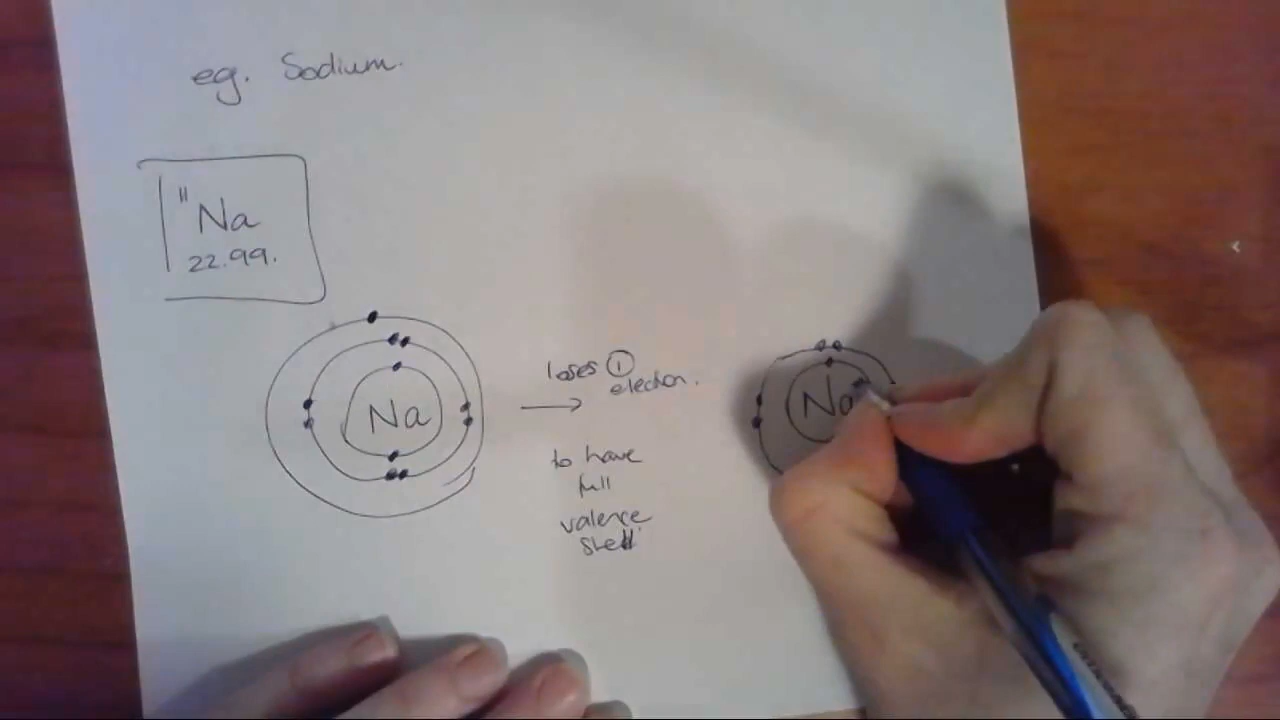 eg. Sodium.
11
Na
22.99.
Na
loses 1
electron.
to have
full
valence
shell
Na